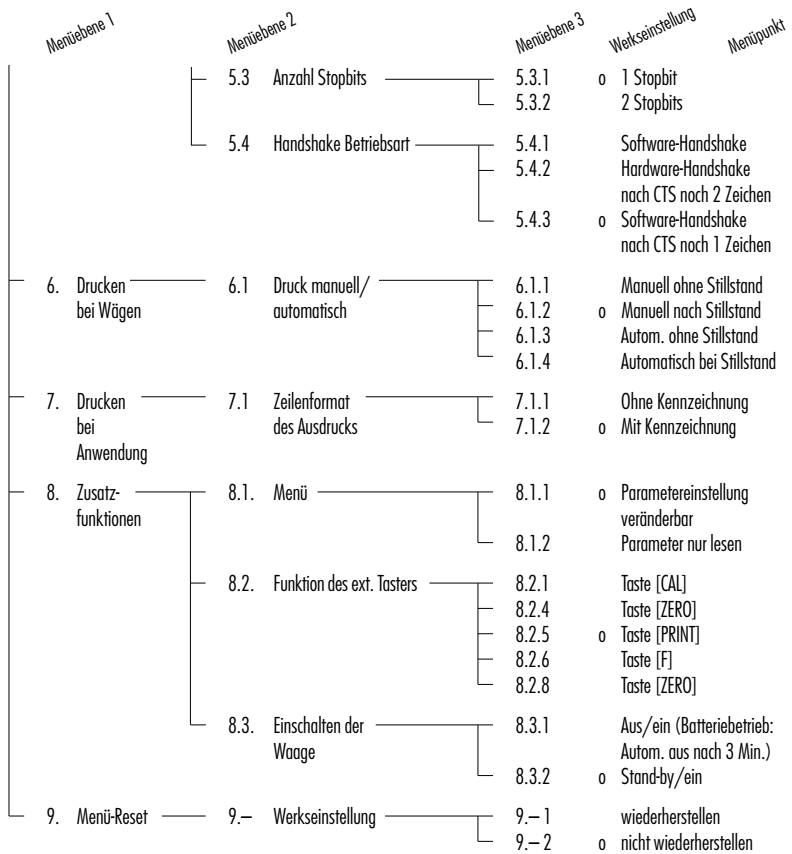 Menüebene 1 Menüebene 2 Menüebene 3 Werkseinstellung Menüpunkt
5.3 Anzahl Stopbits 5.3.1 o 1 Stopbit
5.3.2 2 Stopbits
5.4 Handshake Betriebsart 5.4.1 Software-Handshake
5.4.2 Hardware-Handshake
nach CTS noch 2 Zeichen
5.4.3 o Software-Handshake
nach CTS noch 1 Zeichen
6. Drucken 6.1 Druck manuell/ 6.1.1 Manuell ohne Stillstand
bei Wägen automatisch 6.1.2 o Manuell nach Stillstand
6.1.3 Autom. ohne Stillstand
6.1.4 Automatisch bei Stillstand
7. Drucken 7.1 Zeilenformat 7.1.1 Ohne Kennzeichnung
bei des Ausdrucks 7.1.2 o Mit Kennzeichnung
Anwendung
8. Zusatz- 8.1. Menü 8.1.1 o Parametereinstellung
funktionen veränderbar
8.1.2 Parameter nur lesen
8.2. Funktion des ext. Tasters 8.2.1 Taste [CAL]
8.2.4 Taste [ZERO]
8.2.5 o Taste [PRINT]
8.2.6 Taste [F]
8.2.8 Taste [ZERO]
8.3. Einschalten der 8.3.1 Aus/ein (Batteriebetrieb:
Waage Autom. aus nach 3 Min.)
8.3.2 o Stand-by/ein
9. Menü-Reset 9.– Werkseinstellung 9.– 1 wiederherstellen
9.– 2 o nicht wiederherstellen